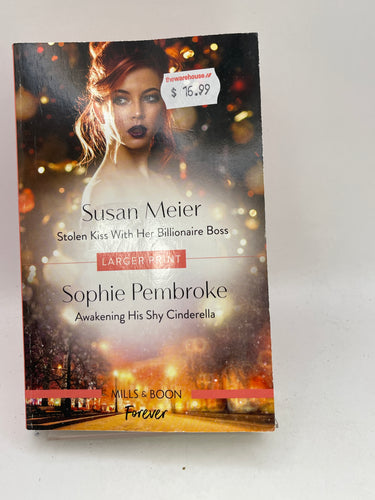 thewarehouse
$ 16.99
Susan Meier
Stolen Kiss With Her Billionaire Boss
LARGER PRINT
Sophie Pembroke
Awakening His Shy Cinderella
MILLS & BOON
Forever